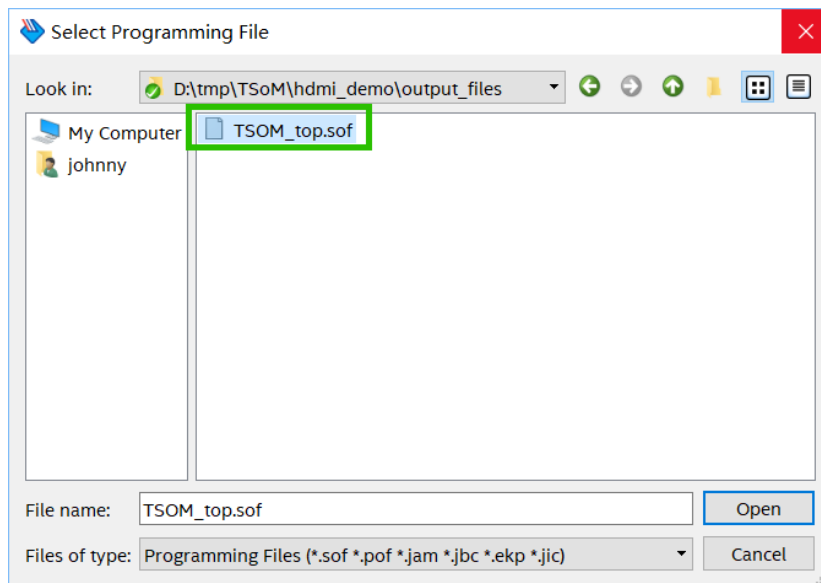 Select Programming File
Look in: D:\tmp\TSoM\hdmi_demo\output_files
My Computer
johnny
TSOM_top.sof
File name: TSOM_top.sof Open
Files of type: Programming Files (*.sof *.pof *.jam *.jbc *.ekp *.jic) Cancel